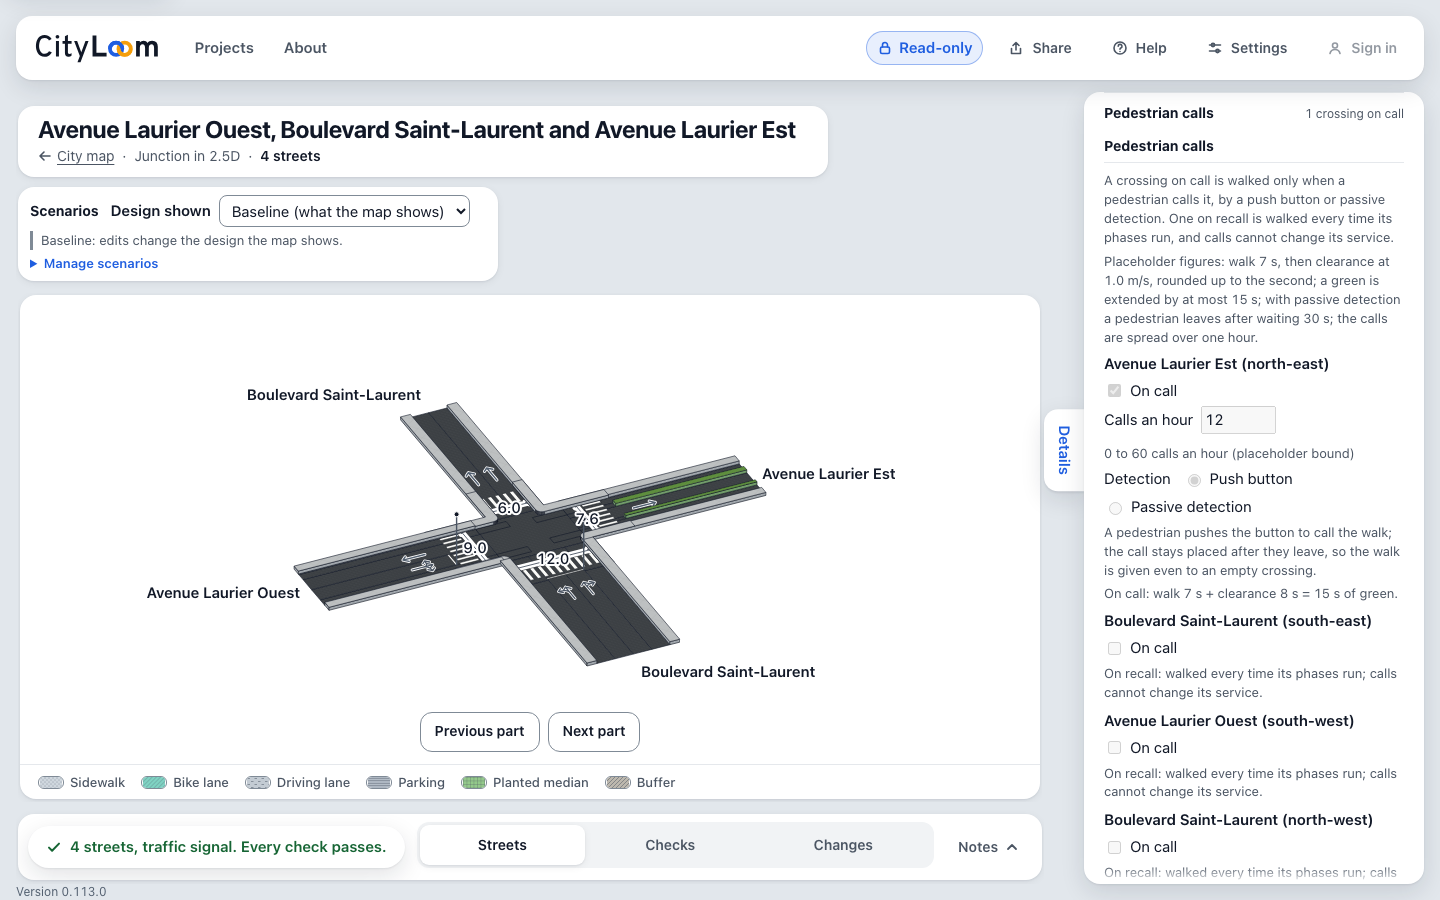 CityLoom
Projects
About
Read-only
Share
Help
Settings
Sign in
Avenue Laurier Ouest, Boulevard Saint-Laurent and Avenue Laurier Est
← City map · Junction in 2.5D · 4 streets
Scenarios
Design shown
Baseline (what the map shows)
Baseline: edits change the design the map shows.
Manage scenarios
Boulevard Saint-Laurent
Avenue Laurier Est
6.0
7.6
9.0
12.0
Avenue Laurier Ouest
Boulevard Saint-Laurent
Previous part
Next part
Sidewalk
Bike lane
Driving lane
Parking
Planted median
Buffer
4 streets, traffic signal. Every check passes.
Streets
Checks
Changes
Notes
Version 0.113.0
Details
Pedestrian calls
1 crossing on call
Pedestrian calls
A crossing on call is walked only when a
pedestrian calls it, by a push button or passive
detection. One on recall is walked every time its
phases run, and calls cannot change its service.
Placeholder figures: walk 7 s, then clearance at
1.0 m/s, rounded up to the second; a green is
extended by at most 15 s; with passive detection
a pedestrian leaves after waiting 30 s; the calls
are spread over one hour.
Avenue Laurier Est (north-east)
On call
Calls an hour 12
0 to 60 calls an hour (placeholder bound)
Detection Push button
Passive detection
A pedestrian pushes the button to call the walk;
the call stays placed after they leave, so the walk
is given even to an empty crossing.
On call: walk 7 s + clearance 8 s = 15 s of green.
Boulevard Saint-Laurent (south-east)
On call
On recall: walked every time its phases run; calls
cannot change its service.
Avenue Laurier Ouest (south-west)
On call
On recall: walked every time its phases run; calls
cannot change its service.
Boulevard Saint-Laurent (north-west)
On call
On recall: walked every time its phases run; calls